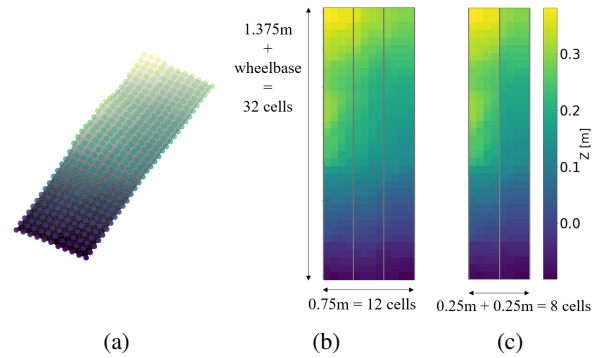 1.375m
+
wheelbase
=
32 cells
0.3
0.2
0.1
0.0
Z [m]
0.75m = 12 cells
0.25m + 0.25m = 8 cells
(a)
(b)
(c)